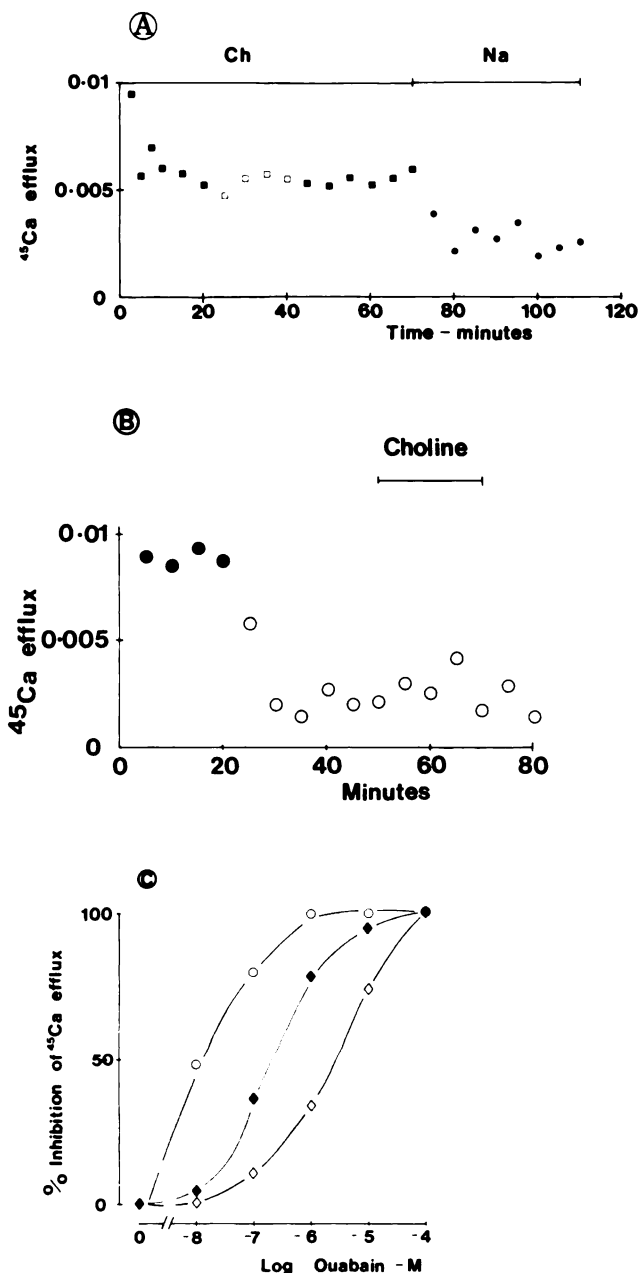 A
Ch Na
0·01
0·005
0
45Ca efflux
0 20 40 60 80 100 120
Time - minutes
B
Choline
0·01
0·005
0
45Ca efflux
0 20 40 60 80
Minutes
C
100
50
0
% Inhibition of 45Ca efflux
0 -8 -7 -6 -5 -4
Log Ouabain - M